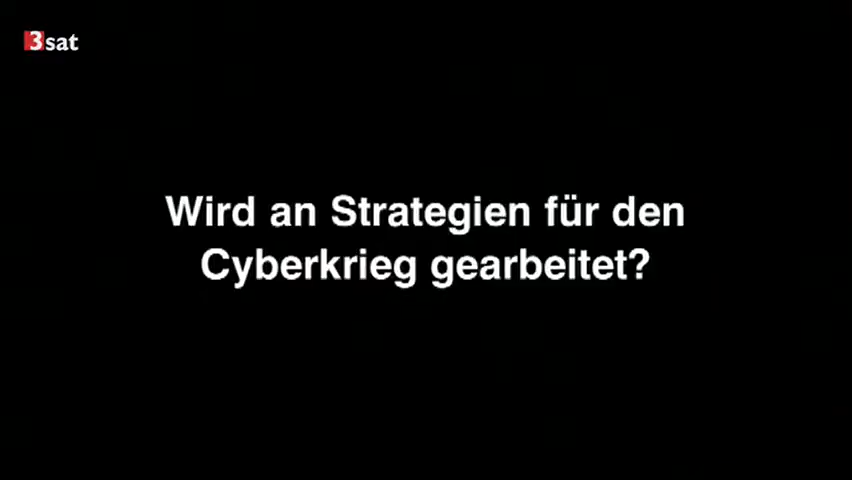 3sat
Wird an Strategien für den
Cyberkrieg gearbeitet?